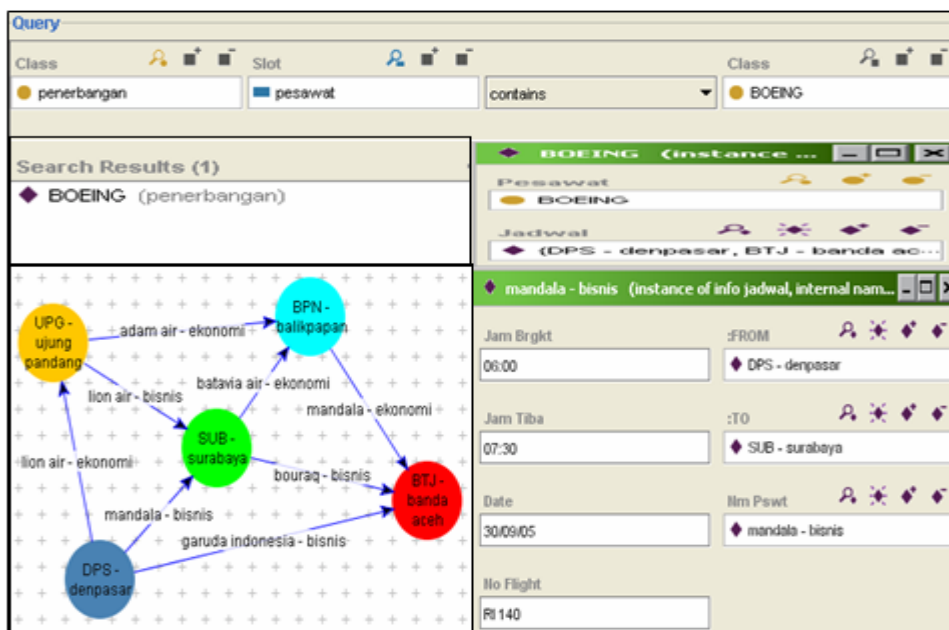 Query
Class
Slot
Class
penerbangan
pesawat
contains
BOEING
Search Results (1)
BOEING (penerbangan)
BOEING (instance ...
Pesawat
BOEING
Jadwal
{DPS - denpasar, BTJ - banda ac...
UPG -
ujung
pandang
BPN -
balikpapan
adam air - ekonomi
batavia air - ekonomi
lion air - bisnis
mandala - ekonomi
SUB -
surabaya
lion air - ekonomi
bouraq - bisnis
BTJ -
banda
aceh
mandala - bisnis
garuda indonesia - bisnis
DPS -
denpasar
mandala - bisnis (instance of info jadwal, internal nam...
Jam Brgkt
:FROM
06:00
DPS - denpasar
Jam Tiba
:TO
07:30
SUB - surabaya
Date
Nm Pswt
30/09/05
mandala - bisnis
No Flight
RI 140